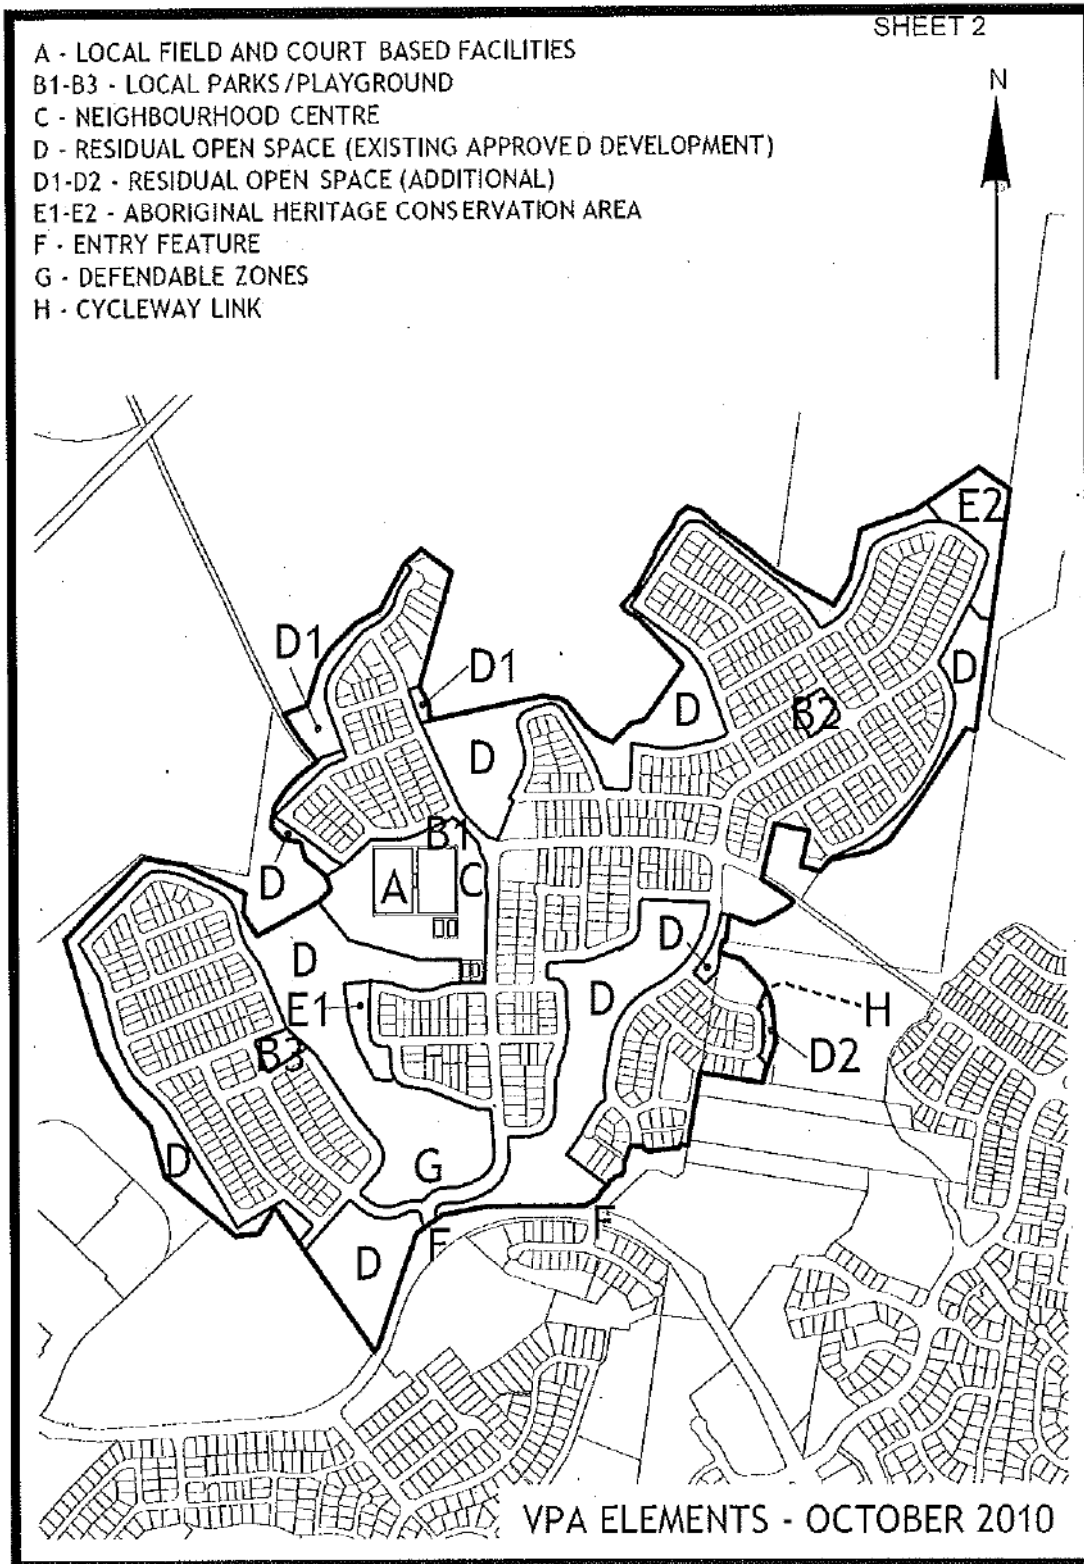 SHEET 2
A - LOCAL FIELD AND COURT BASED FACILITIES
B1-B3 - LOCAL PARKS/PLAYGROUND
C - NEIGHBOURHOOD CENTRE
D - RESIDUAL OPEN SPACE (EXISTING APPROVED DEVELOPMENT)
D1-D2 - RESIDUAL OPEN SPACE (ADDITIONAL)
E1-E2 - ABORIGINAL HERITAGE CONSERVATION AREA
F - ENTRY FEATURE
G - DEFENDABLE ZONES
H - CYCLEWAY LINK
N
E2
D1
D1
D
D
B2
D
B1
A
C
D
D
D
D
E1
H
B3
D2
D
G
F
F
D
VPA ELEMENTS - OCTOBER 2010